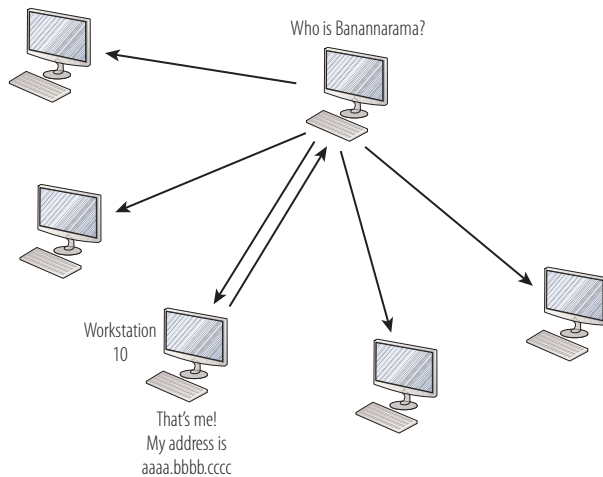 Who is Banannarama?
Workstation
10
That's me!
My address is
aaaa.bbbb.cccc